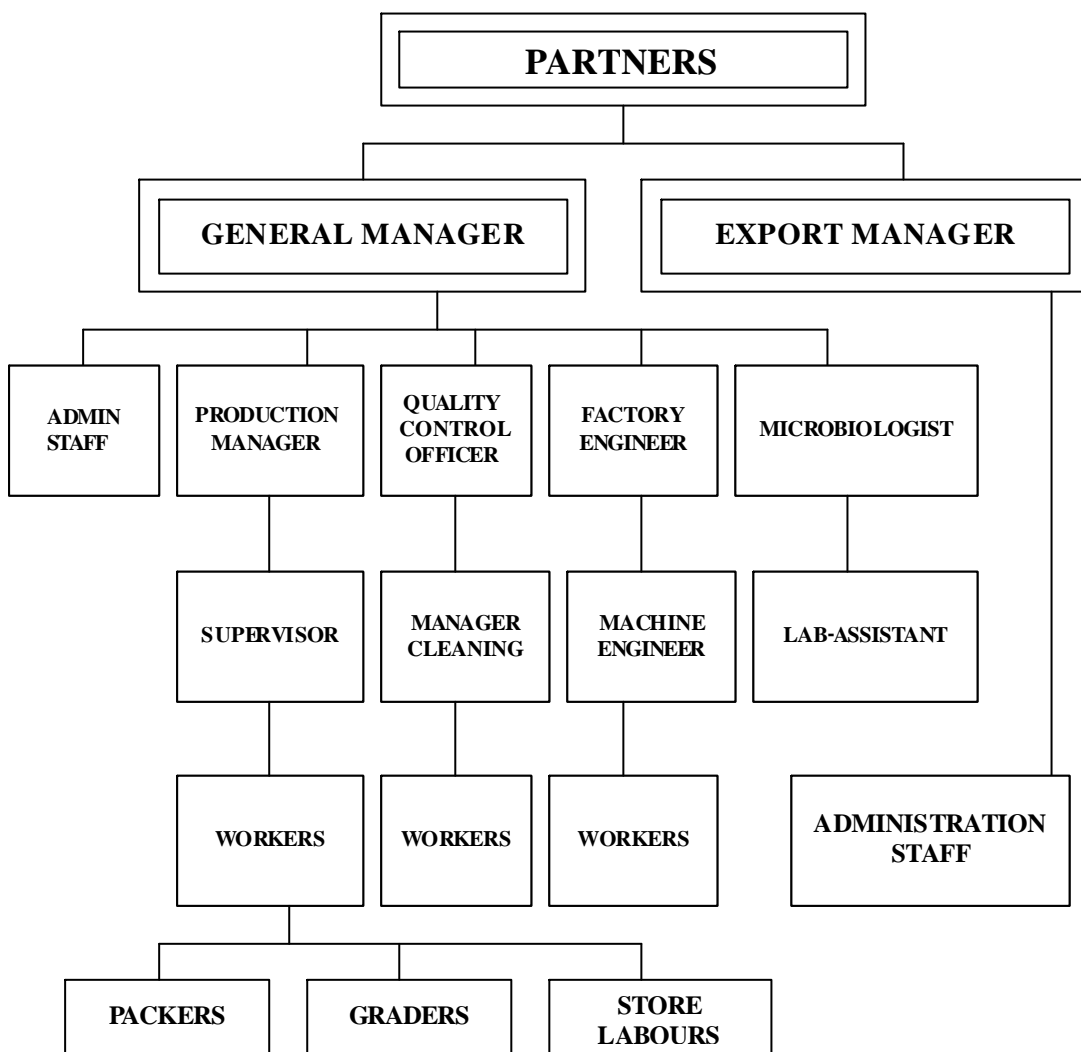 PARTNERS
GENERAL MANAGER
EXPORT MANAGER
ADMIN
STAFF
PRODUCTION
MANAGER
QUALITY
CONTROL
OFFICER
FACTORY
ENGINEER
MICROBIOLOGIST
SUPERVISOR
MANAGER
CLEANING
MACHINE
ENGINEER
LAB-ASSISTANT
WORKERS
WORKERS
WORKERS
ADMINISTRATION
STAFF
PACKERS
GRADERS
STORE
LABOURS